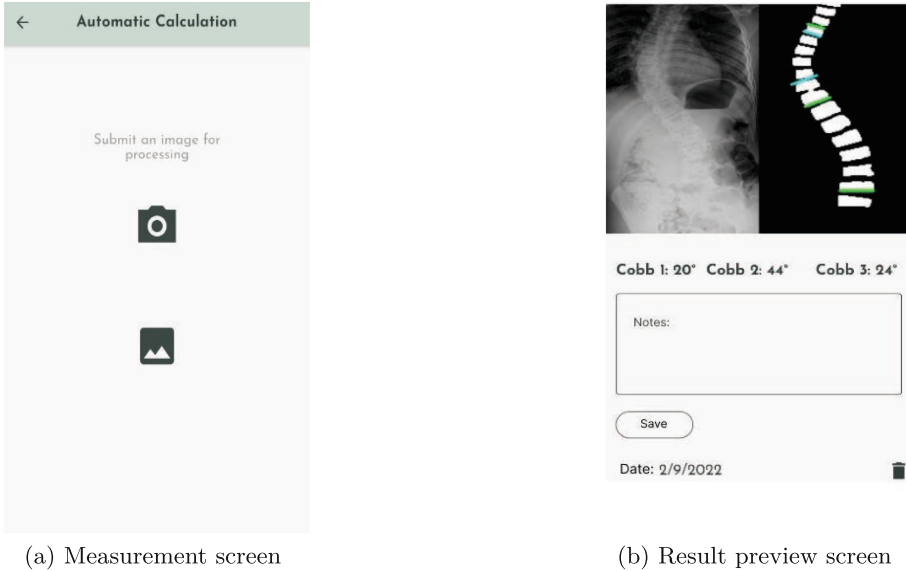 Automatic Calculation
Submit an image for
processing
(a) Measurement screen
Cobb 1: 20° Cobb 2: 44° Cobb 3: 24°
Notes:
Save
Date: 2/9/2022
(b) Result preview screen